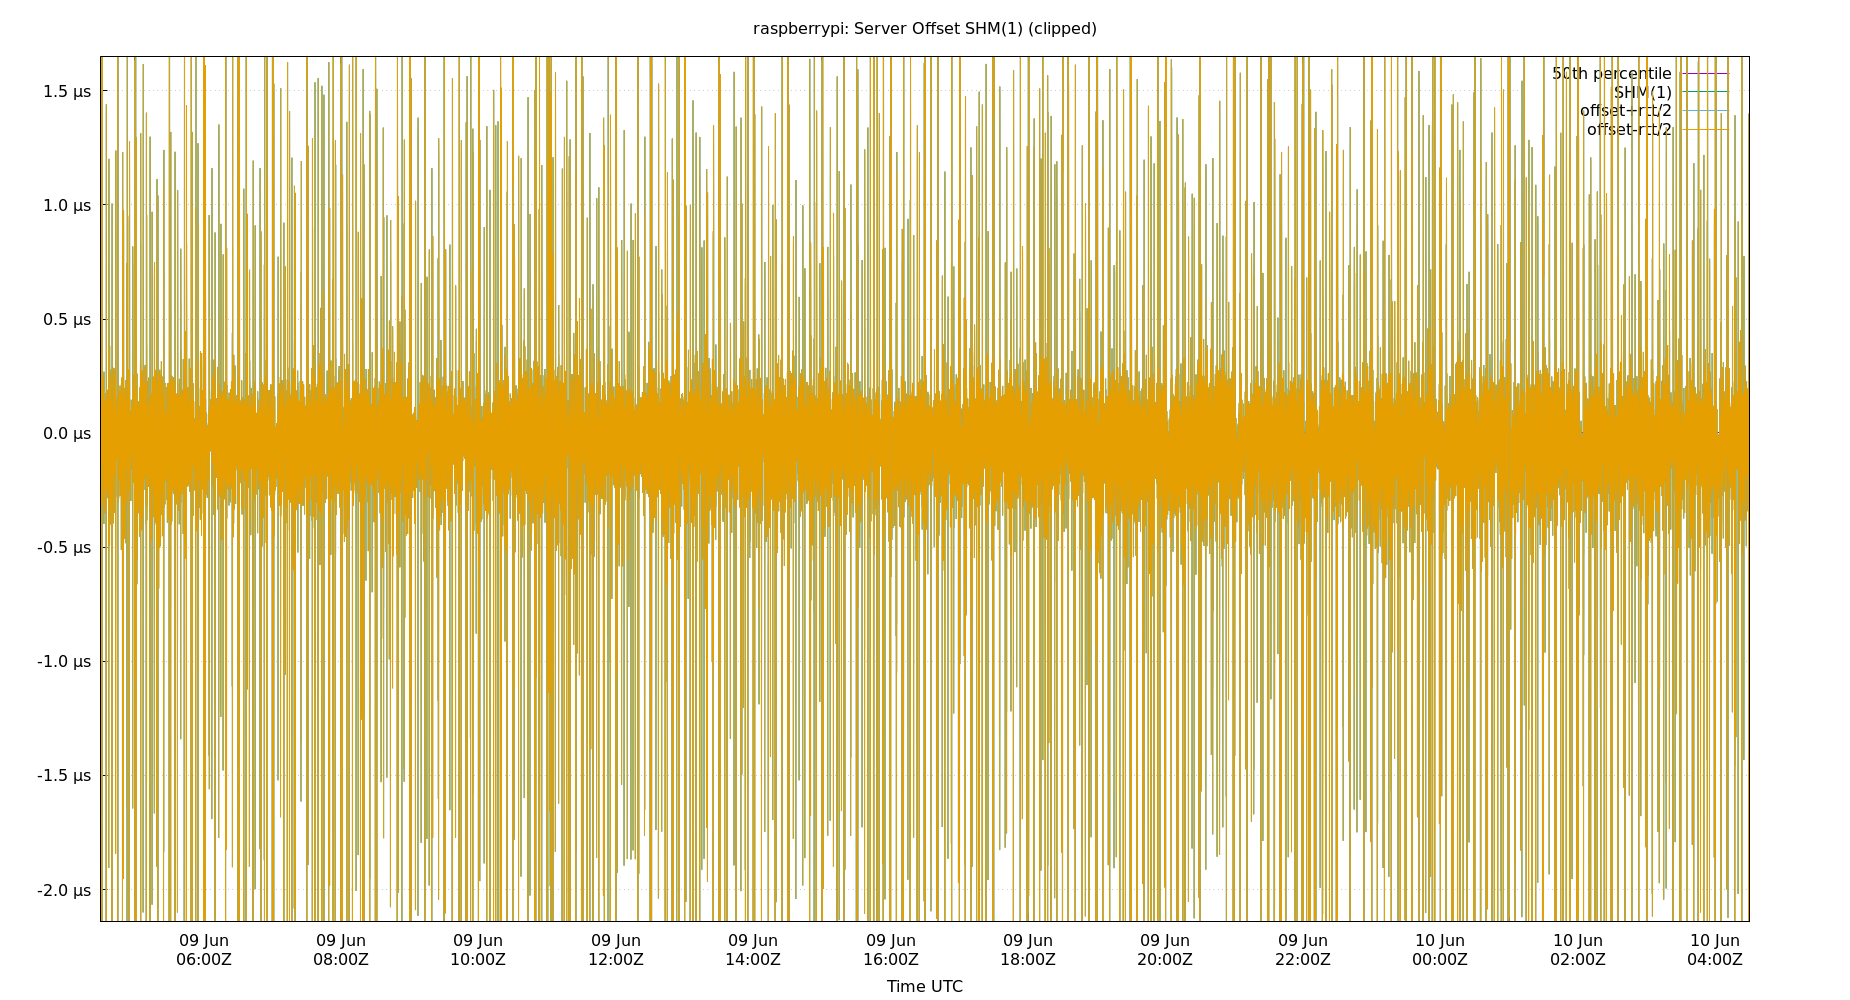 raspberrypi: Server Offset SHM(1) (clipped)
50th percentile
SHM(1)
offset+rtt/2
offset-rtt/2
1.5 µs
1.0 µs
0.5 µs
0.0 µs
-0.5 µs
-1.0 µs
-1.5 µs
-2.0 µs
09 Jun 09 Jun 09 Jun 09 Jun 09 Jun 09 Jun 09 Jun 09 Jun 09 Jun 10 Jun 10 Jun 10 Jun
06:00Z 08:00Z 10:00Z 12:00Z 14:00Z 16:00Z 18:00Z 20:00Z 22:00Z 00:00Z 02:00Z 04:00Z
Time UTC